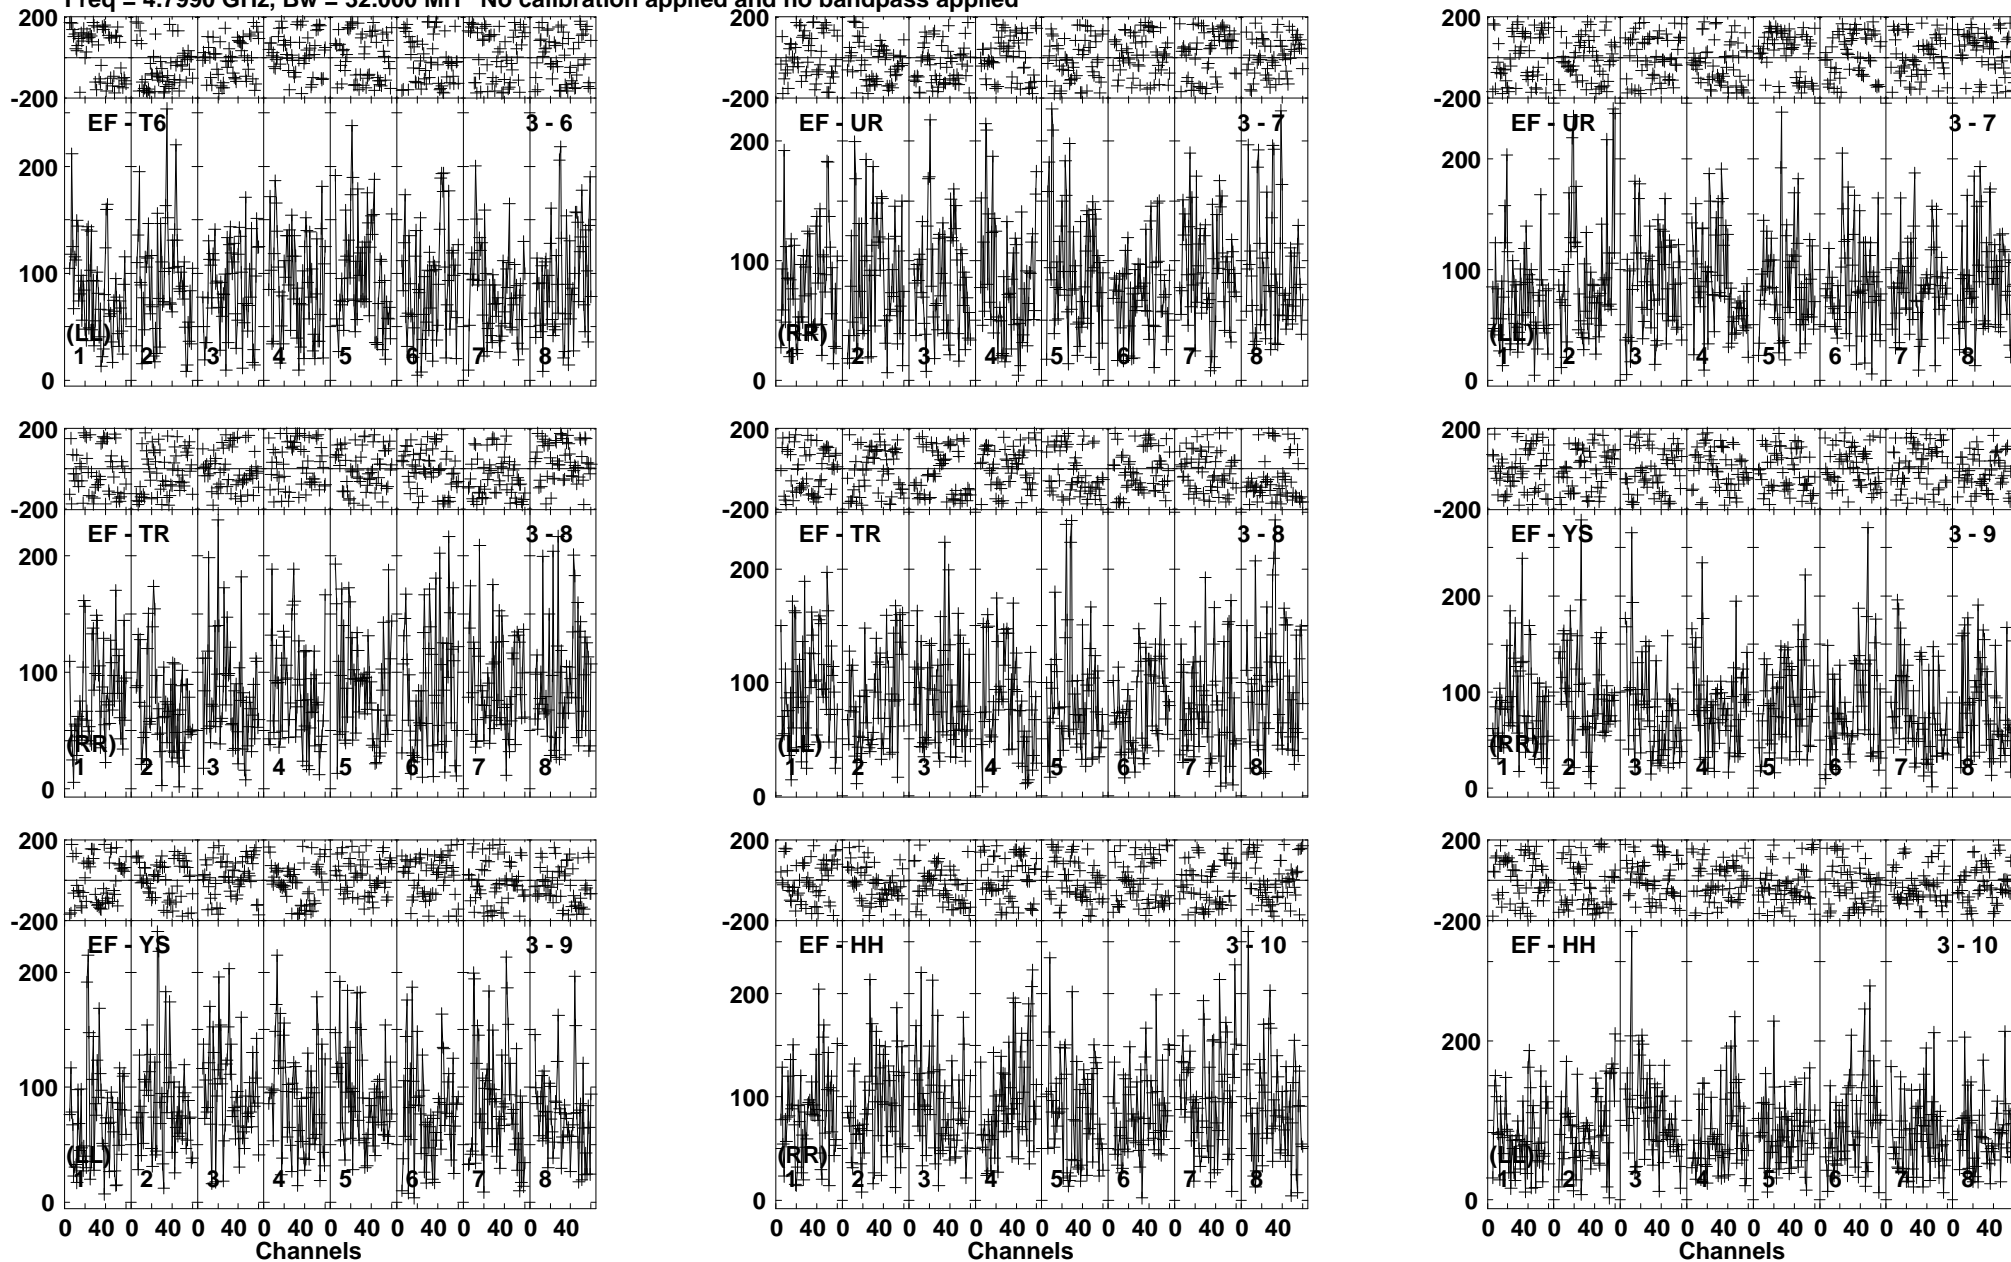 Freq = 4.7990 GHz, Bw = 32.000 MH No calibration applied and no bandpass applied
200 200 200
-200 -200 -200
EF - T6 3 - 6 EF - UR 3 - 7 EF - UR 3 - 7
200 200 200
100 100 100
(LL) (RR) (LL)
1 2 3 4 5 6 7 8 1 2 3 4 5 6 7 8 1 2 3 4 5 6 7 8
0 0 0
200 200 200
-200 -200 -200
EF - TR 3 - 8 EF - TR 3 - 8 EF - YS 3 - 9
200 200 200
100 100 100
(RR) (LL) (RR)
1 2 3 4 5 6 7 8 1 2 3 4 5 6 7 8 1 2 3 4 5 6 7 8
0 0 0
200 200 200
-200 -200 -200
EF - YS 3 - 9 EF - HH 3 - 10 EF - HH 3 - 10
200 200 200
100 100
(LL) (RR) (LL)
1 2 3 4 5 6 7 8 1 2 3 4 5 6 7 8 1 2 3 4 5 6 7 8
0 0 0
0 40 0 40 0 40 0 40 0 40 0 40 0 40 0 40 0 40 0 40 0 40 0 40 0 40 0 40 0 40 0 40 0 40 0 40 0 40 0 40 0 40 0 40 0 40 0 40
Channels Channels Channels